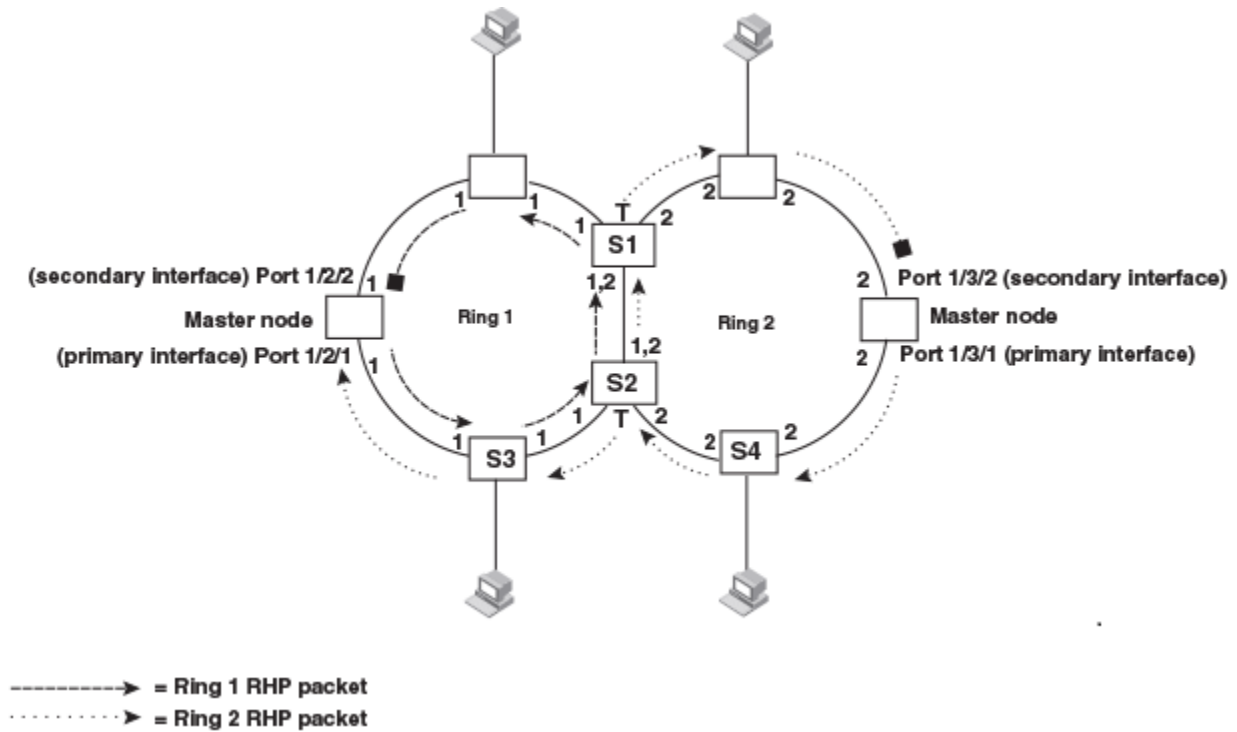 1
1
T
2
2
2
1
S1
2
(secondary interface) Port 1/2/2
1
1,2
2
Port 1/3/2 (secondary interface)
Master node
Ring 1
Ring 2
Master node
(primary interface) Port 1/2/1
1
1,2
2
Port 1/3/1 (primary interface)
S2
1
T
2
1
S3
1
2
S4
2
= Ring 1 RHP packet
= Ring 2 RHP packet